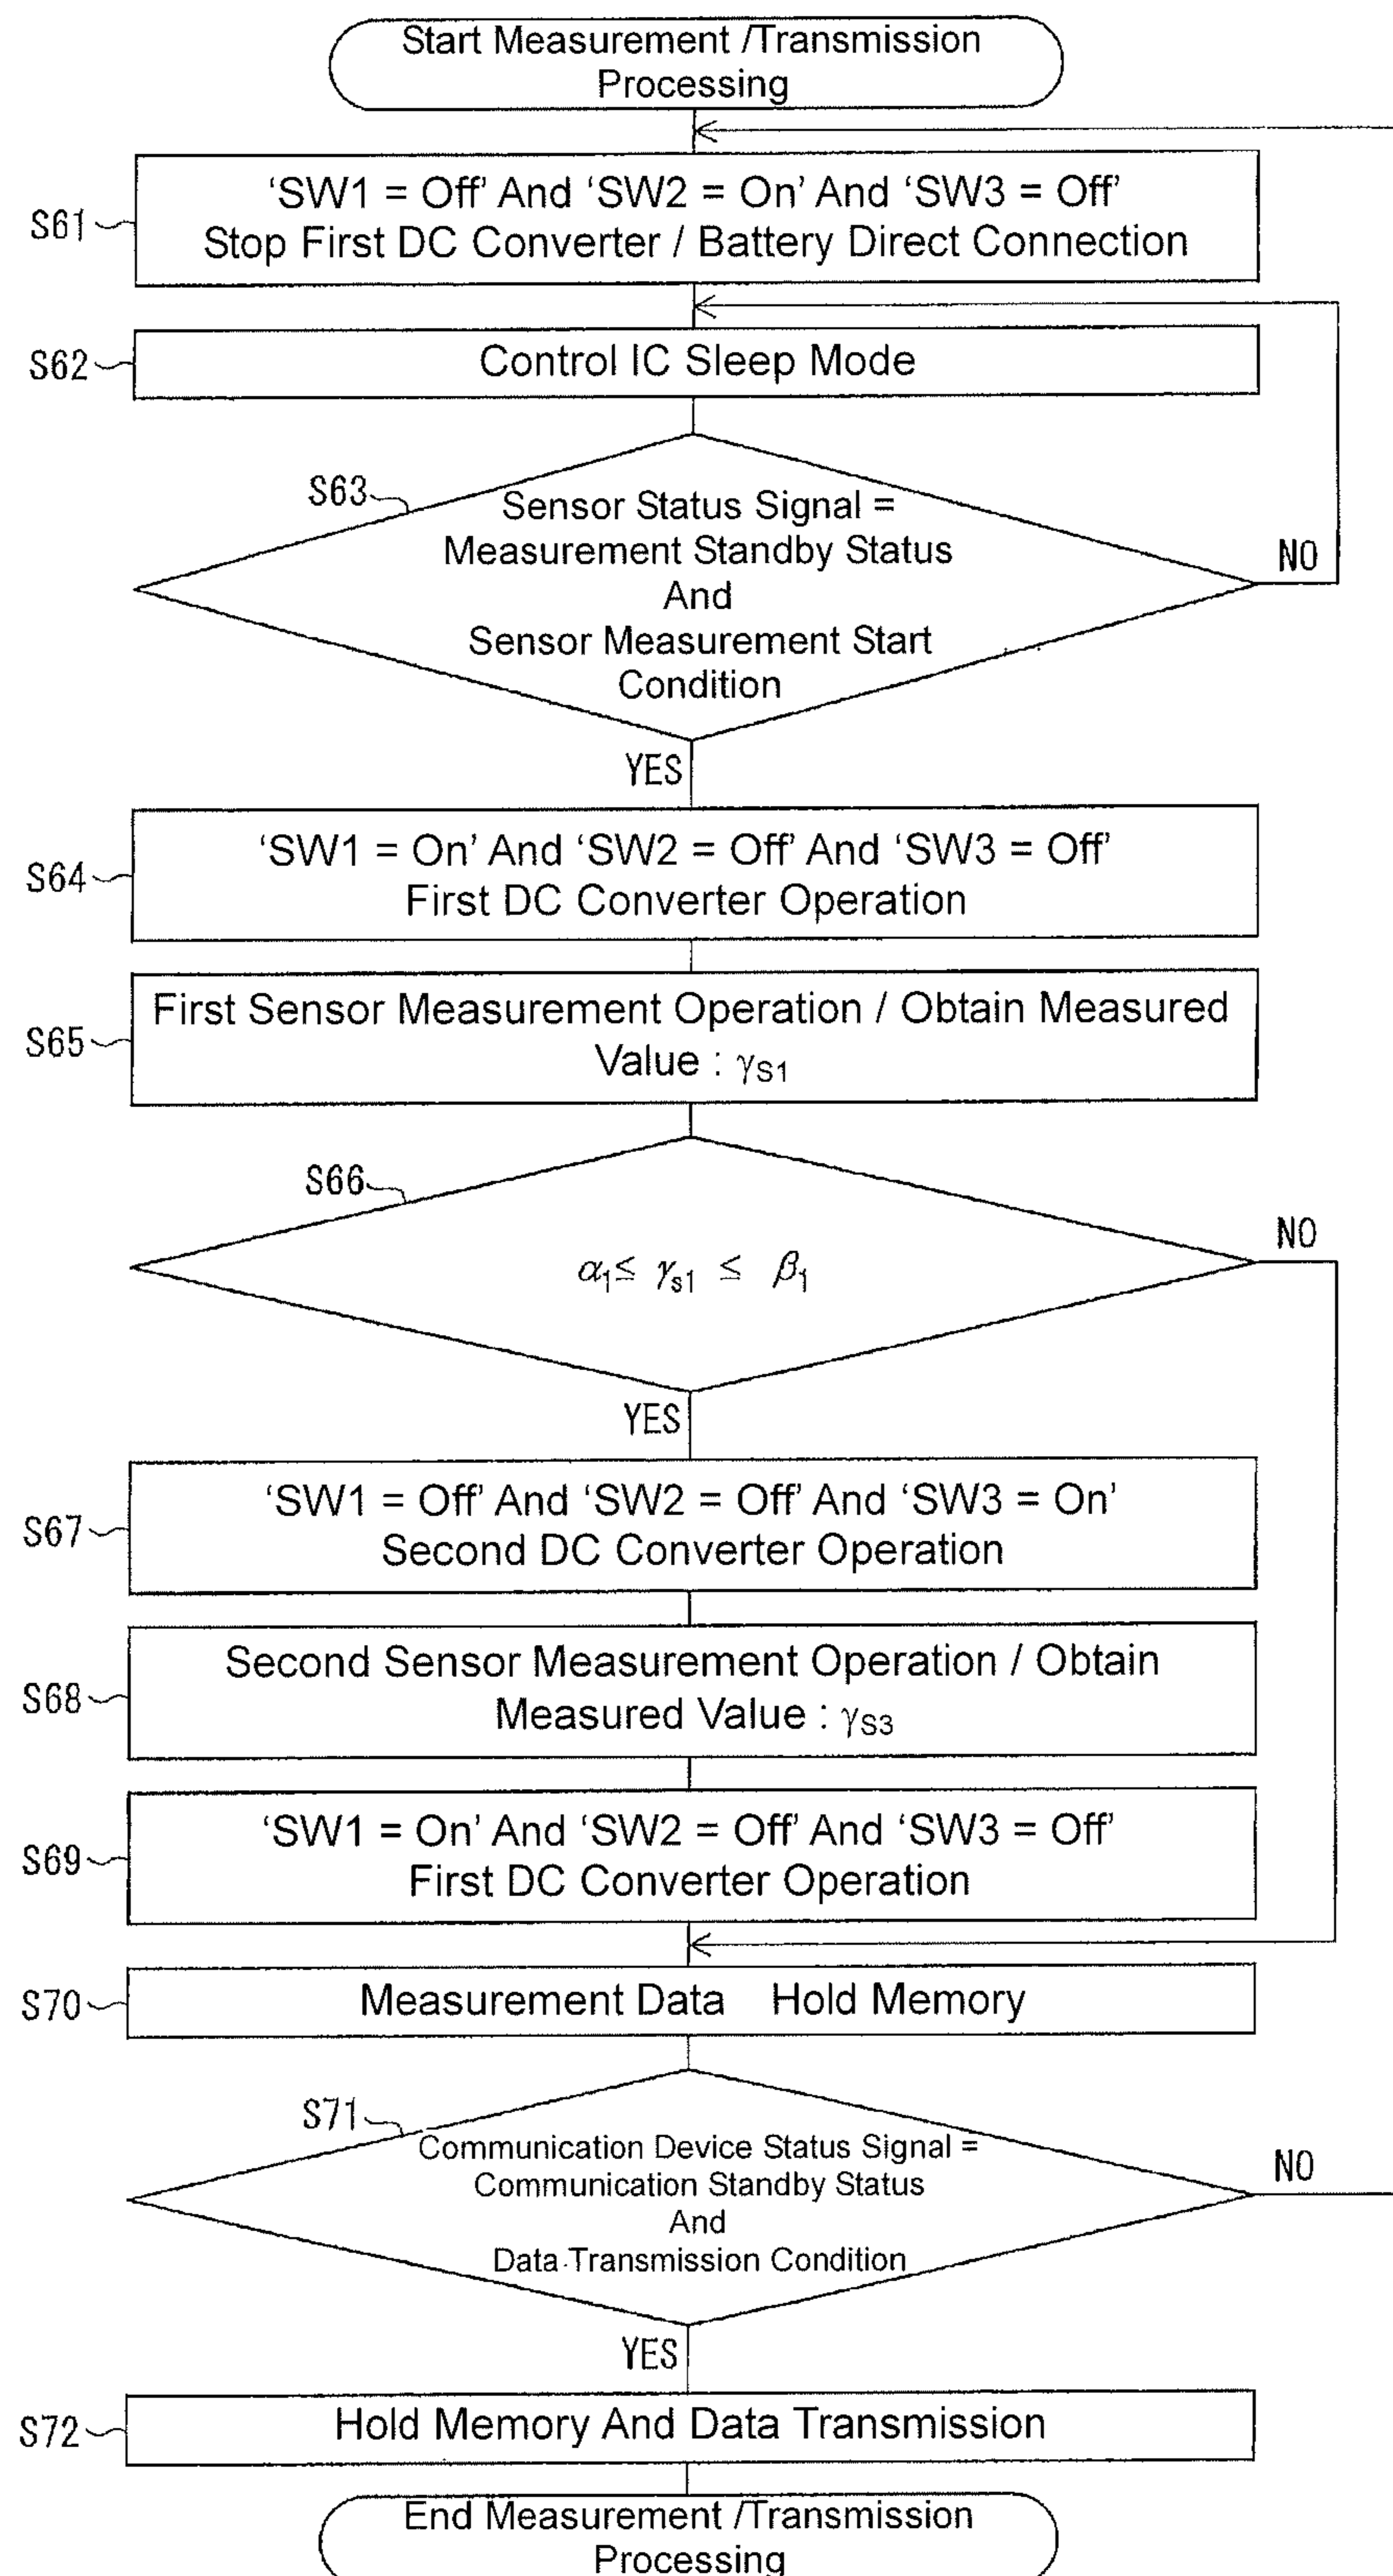 Start Measurement /Transmission
Processing
S61
‘SW1 = Off’ And ‘SW2 = On’ And ‘SW3 = Off’
Stop First DC Converter / Battery Direct Connection
S62
Control IC Sleep Mode
S63
Sensor Status Signal =
Measurement Standby Status
And
Sensor Measurement Start
Condition
NO
YES
S64
‘SW1 = On’ And ‘SW2 = Off’ And ‘SW3 = Off’
First DC Converter Operation
S65
First Sensor Measurement Operation / Obtain Measured
Value : γS1
S66
α1≤ γs1 ≤ β1
NO
YES
S67
‘SW1 = Off’ And ‘SW2 = Off’ And ‘SW3 = On’
Second DC Converter Operation
S68
Second Sensor Measurement Operation / Obtain
Measured Value : γS3
S69
‘SW1 = On’ And ‘SW2 = Off’ And ‘SW3 = Off’
First DC Converter Operation
S70
Measurement Data Hold Memory
S71
Communication Device Status Signal =
Communication Standby Status
And
Data Transmission Condition
NO
YES
S72
Hold Memory And Data Transmission
End Measurement /Transmission
Processing